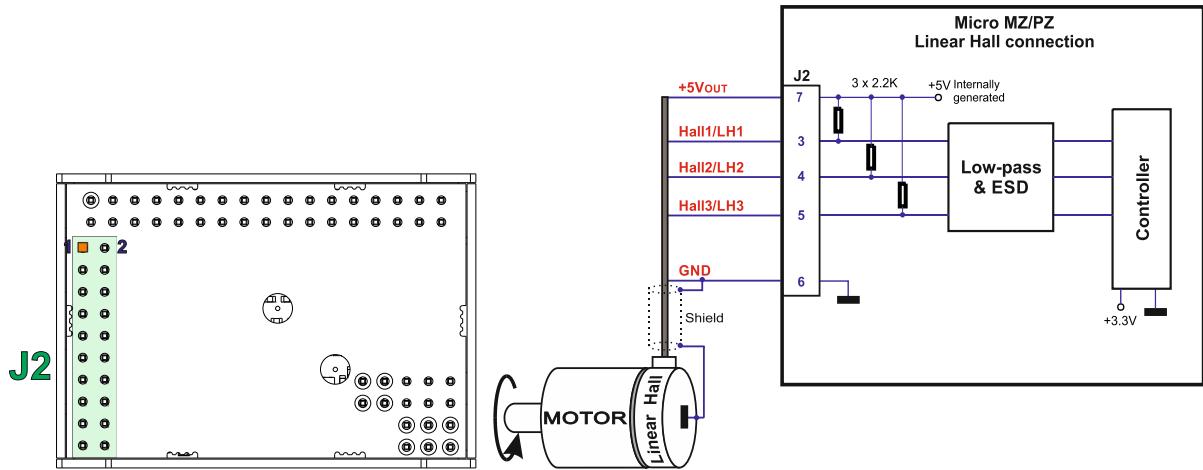 1
2
J2
Micro MZ/PZ
Linear Hall connection
J2
3 x 2.2K
+5V Internally
generated
+5VOUT
7
Hall1/LH1
3
Hall2/LH2
4
Hall3/LH3
5
GND
6
Low-pass
& ESD
Controller
+3.3V
Shield
MOTOR
Linear Hall